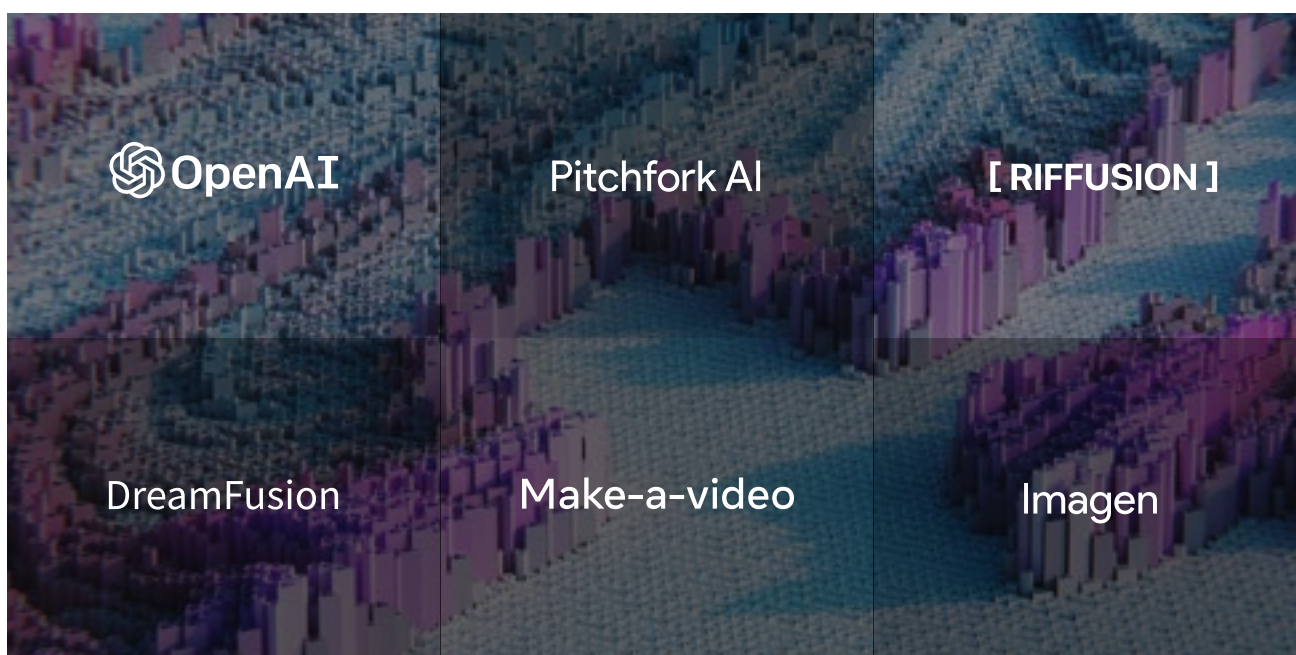 OpenAI
Pitchfork AI
[ RIFFUSION ]
DreamFusion
Make-a-video
Imagen